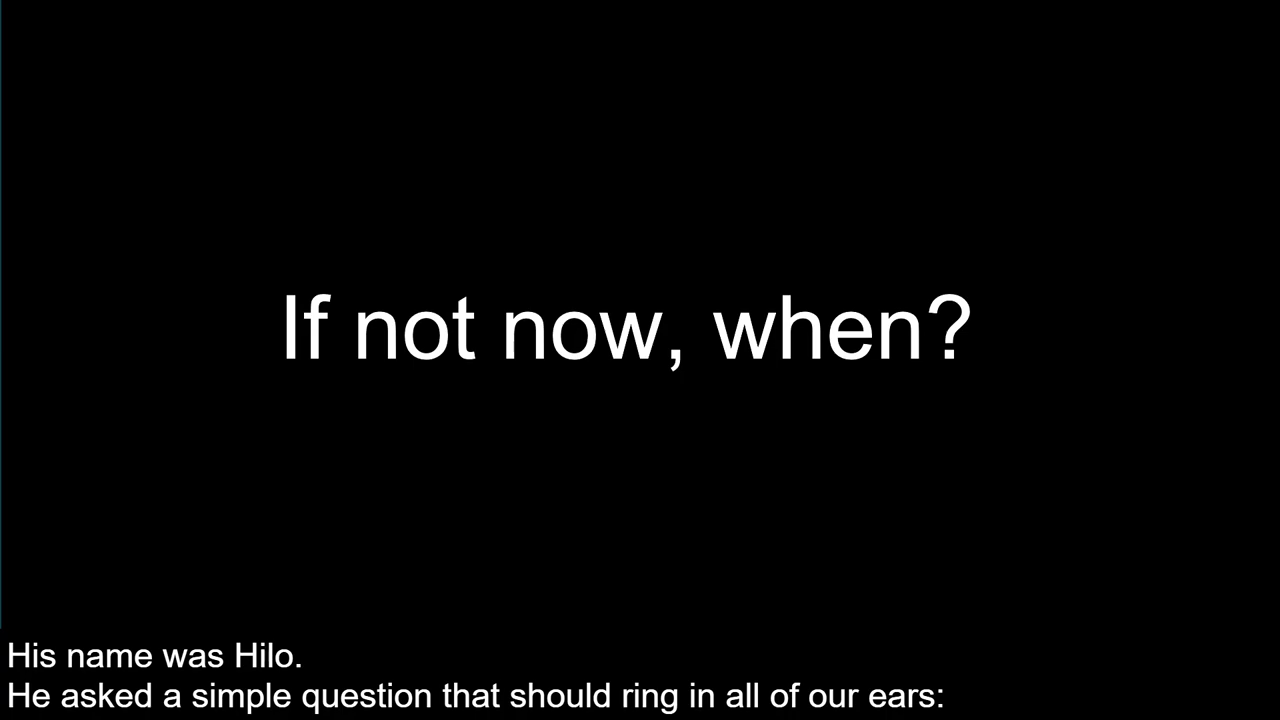 If not now, when?
His name was Hilo.
He asked a simple question that should ring in all of our ears: